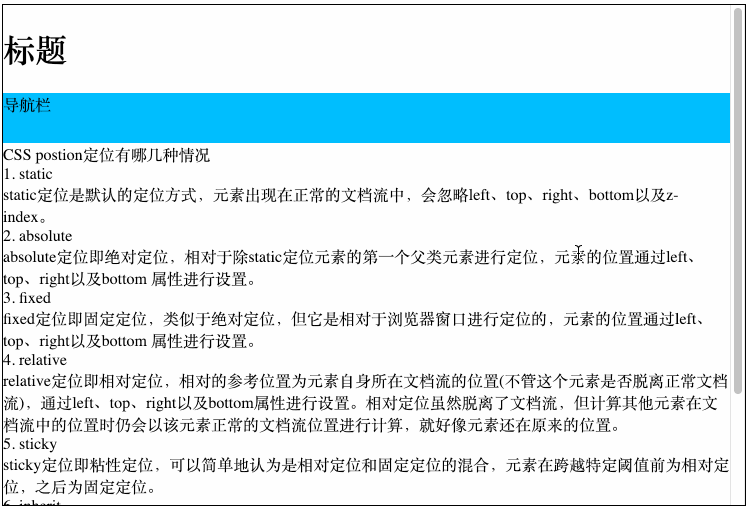 标题
导航栏
CSS postion定位有哪几种情况
1. static
static定位是默认的定位方式，元素出现在正常的文档流中，会忽略left、top、right、bottom以及z-
index。
2. absolute
absolute定位即绝对定位，相对于除static定位元素的第一个父类元素进行定位，元素的位置通过left、
top、right以及bottom 属性进行设置。
3. fixed
fixed定位即固定定位，类似于绝对定位，但它是相对于浏览器窗口进行定位的，元素的位置通过left、
top、right以及bottom 属性进行设置。
4. relative
relative定位即相对定位，相对的参考位置为元素自身所在文档流的位置(不管这个元素是否脱离正常文档
流)，通过left、top、right以及bottom属性进行设置。相对定位虽然脱离了文档流，但计算其他元素在文
档流中的位置时仍会以该元素正常的文档流位置进行计算，就好像元素还在原来的位置。
5. sticky
sticky定位即粘性定位，可以简单地认为是相对定位和固定定位的混合，元素在跨越特定阈值前为相对定
位，之后为固定定位。
6. inherit